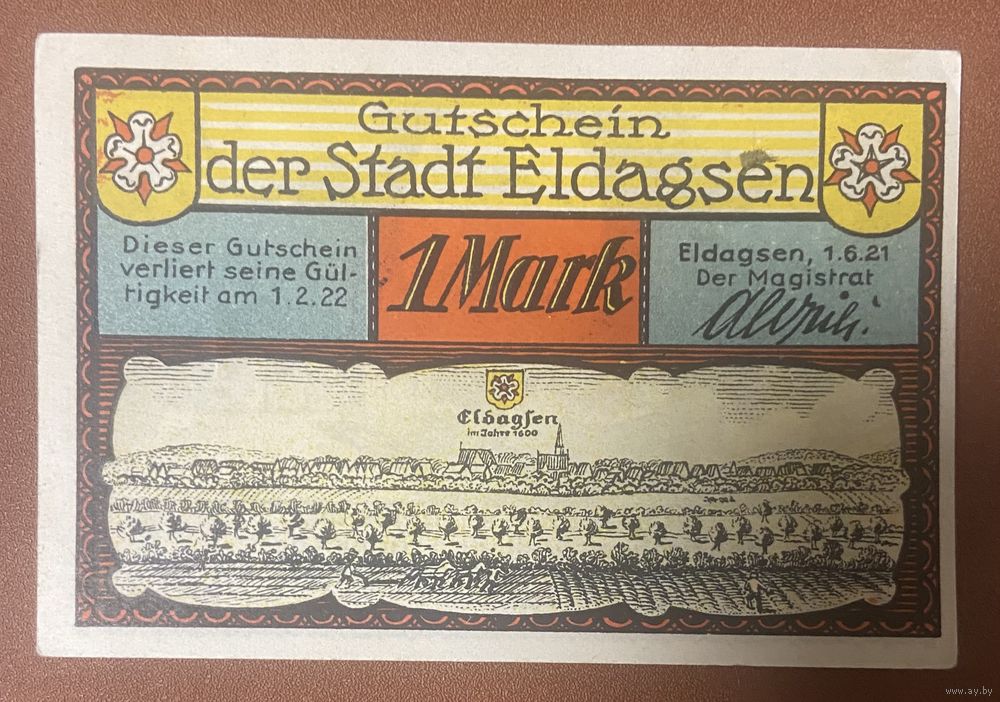 Gutschein
der Stadt Eldagsen
Dieser Gutschein
verliert seine Gül-
tigkeit am 1.2.22
1 Mark
Eldagsen, 1.6.21
Der Magistrat
Eldagsen
im Jahre 1600
www.ay.by